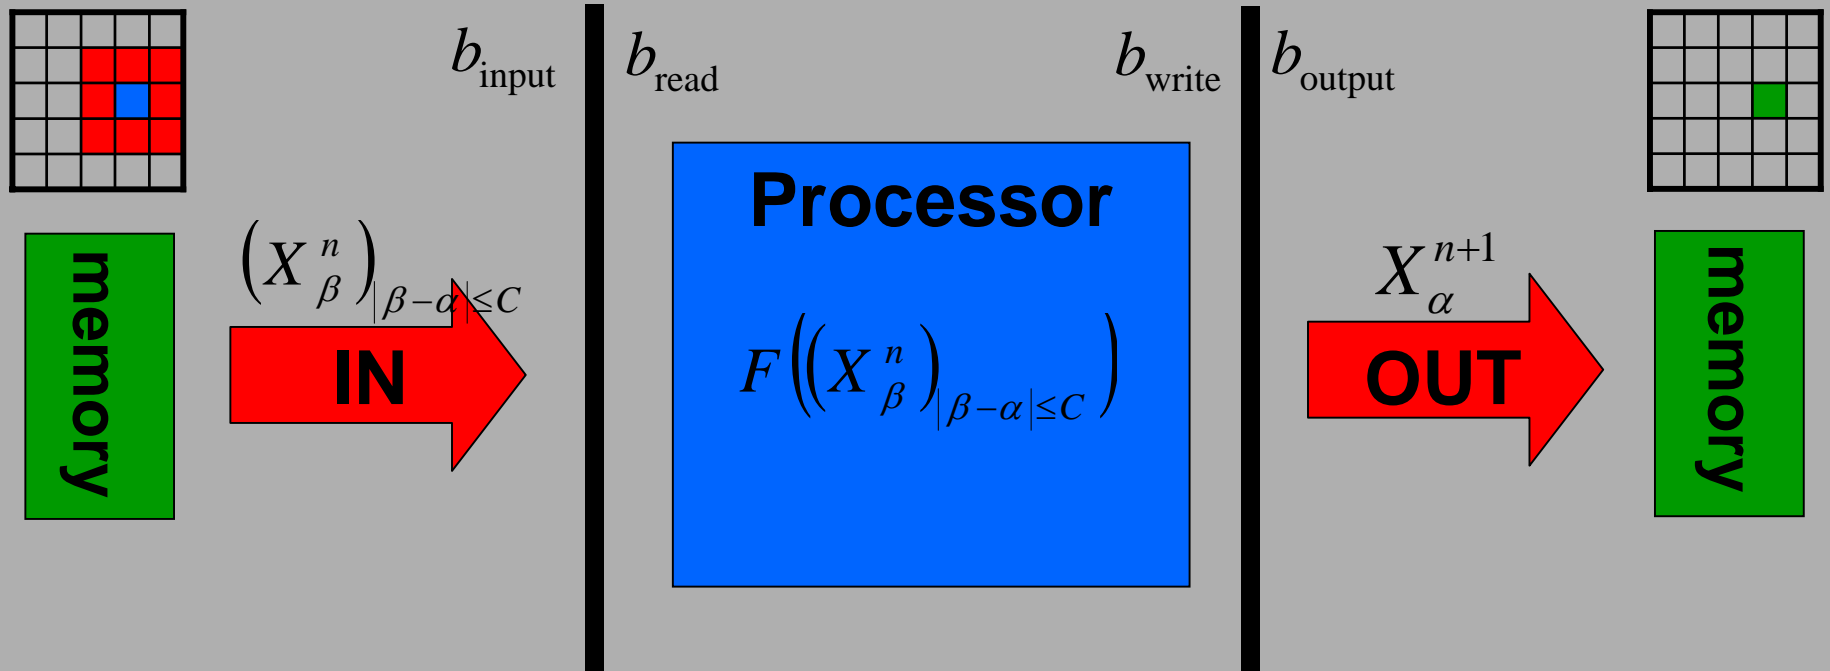 b_input
b_read
b_write
b_output
Processor
memory
(X^n_β)_{|β−α|≤C}
IN
F((X^n_β)_{|β−α|≤C})
X^{n+1}_α
OUT
memory